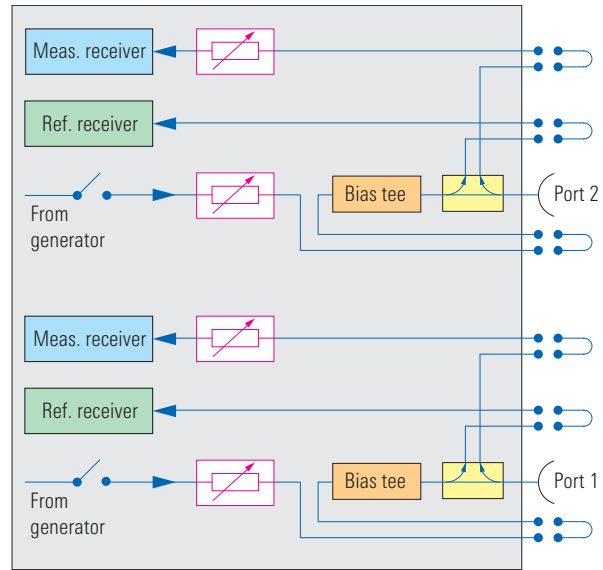 Meas. receiver
Ref. receiver
From
generator
Bias tee
Port 2
Meas. receiver
Ref. receiver
From
generator
Bias tee
Port 1